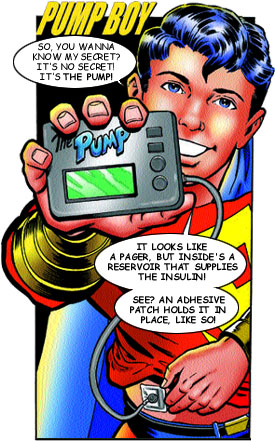 PUMP BOY
SO, YOU WANNA
KNOW MY SECRET?
IT'S NO SECRET!
IT'S THE PUMP!
The
PUMP
IT LOOKS LIKE
A PAGER, BUT INSIDE'S A
RESERVOIR THAT SUPPLIES
THE INSULIN!
SEE? AN ADHESIVE
PATCH HOLDS IT IN
PLACE, LIKE SO!